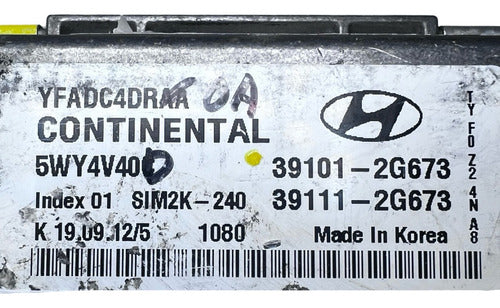 YFADC4DRAA 0A
CONTINENTAL
5WY4V40D
39101-2G673
Index 01 SIM2K-240
39111-2G673
K 19.09.12/5 1080 Made in Korea
TY F0 Z2 4N A8